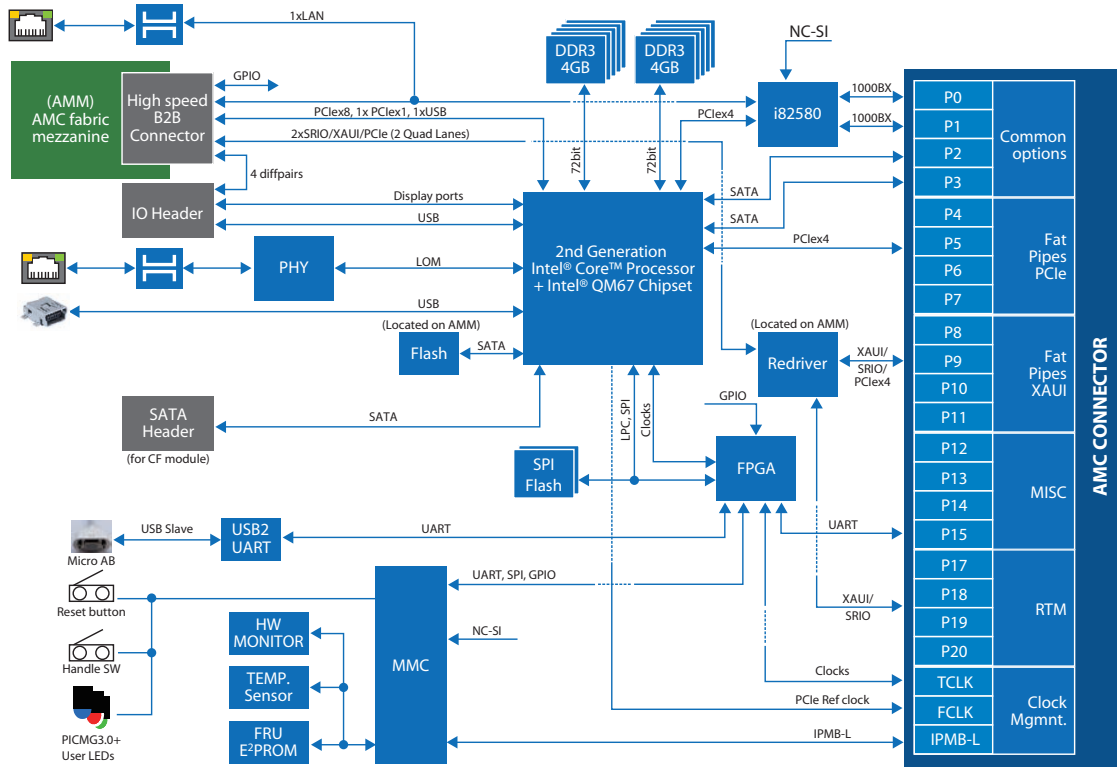 1xLAN
NC-SI
DDR3
4GB
DDR3
4GB
(AMM)
AMC fabric
mezzanine
High speed
B2B
Connector
GPIO
PCIex8, 1x PCIex1, 1xUSB
2xSRIO/XAUI/PCIe (2 Quad Lanes)
4 diffpairs
72bit
72bit
PCIex4
i82580
1000BX
1000BX
IO Header
Display ports
USB
SATA
SATA
PCIex4
2nd Generation
Intel® Core™ Processor
+ Intel® QM67 Chipset
PHY
LOM
USB
(Located on AMM)
Flash
SATA
(Located on AMM)
Redriver
XAUI/
SRIO/
PCIex4
SATA
Header
(for CF module)
SATA
LPC, SPI
Clocks
GPIO
FPGA
SPI
Flash
Micro AB
USB Slave
USB2
UART
UART
UART
Reset button
Handle SW
PICMG3.0+
User LEDs
HW
MONITOR
TEMP.
Sensor
FRU
E²PROM
MMC
UART, SPI, GPIO
NC-SI
XAUI/
SRIO
Clocks
PCIe Ref clock
IPMB-L
P0
P1
P2
P3
Common
options
P4
P5
P6
P7
Fat
Pipes
PCIe
P8
P9
P10
P11
Fat
Pipes
XAUI
P12
P13
P14
P15
MISC
P17
P18
P19
P20
RTM
TCLK
FCLK
IPMB-L
Clock
Mgmnt.
AMC CONNECTOR